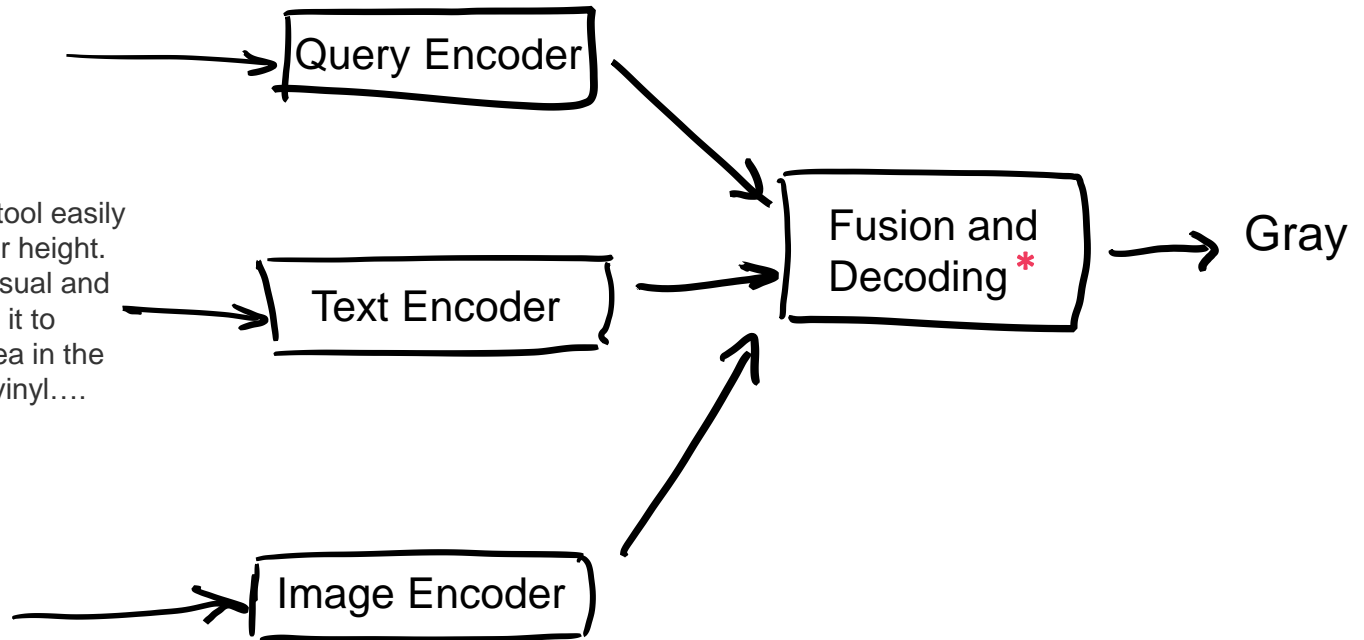 Query Encoder
tool easily
r height.
sual and
it to
ea in the
vinyl….
Text Encoder
Image Encoder
Fusion and
Decoding *
Gray